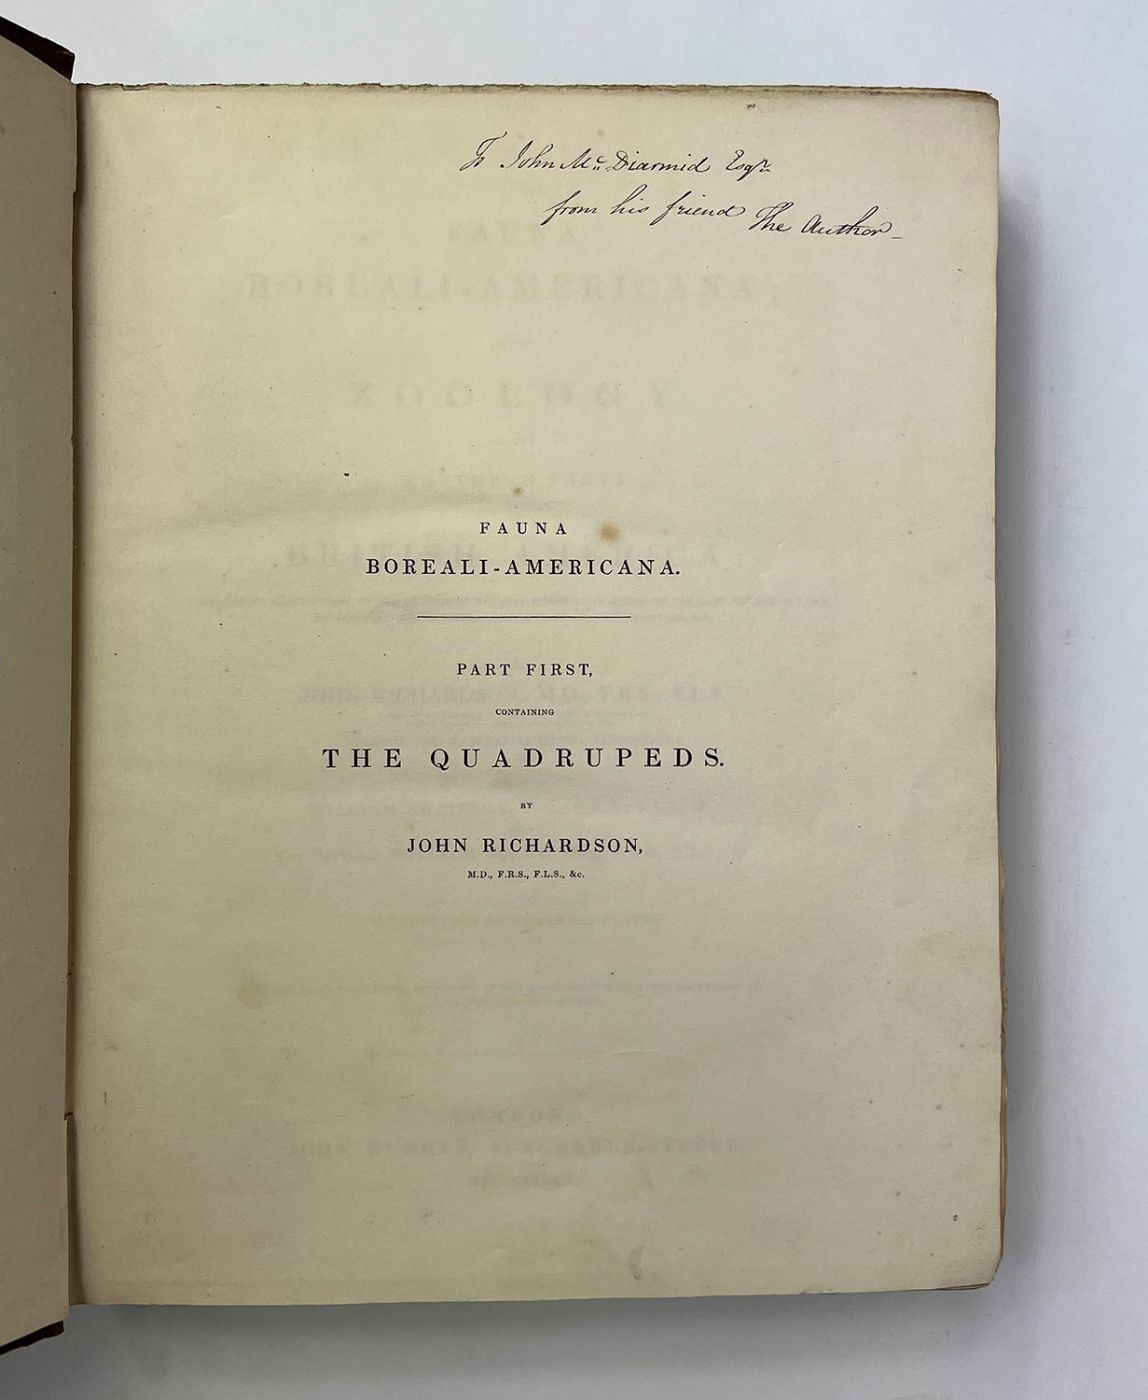 To John McDiarmid Esqr
from his friend The Author
FAUNA
BOREALI-AMERICANA.
PART FIRST,
CONTAINING
THE QUADRUPEDS.
BY
JOHN RICHARDSON,
M.D., F.R.S., F.L.S., &c.